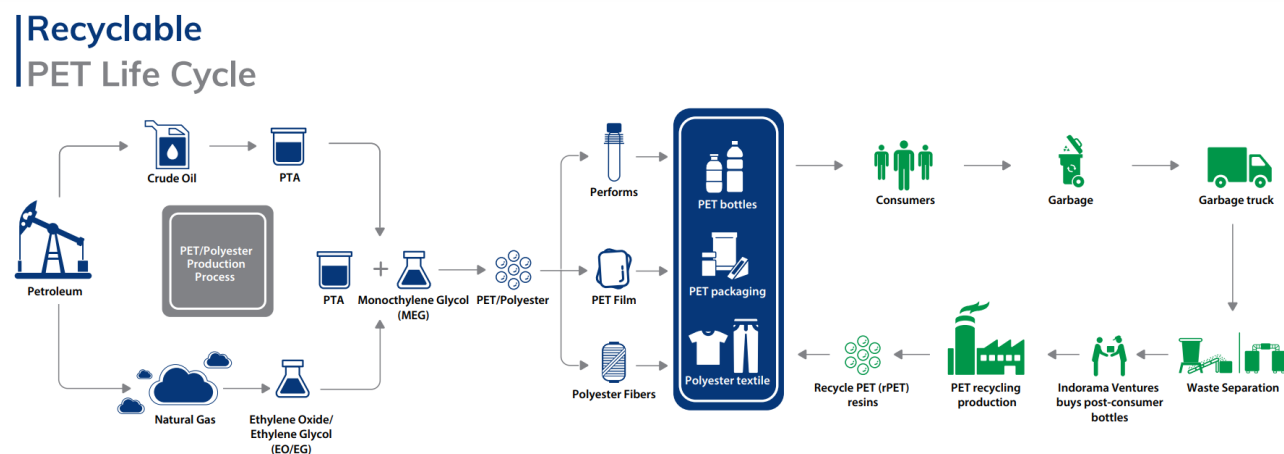 Recyclable
PET Life Cycle
Crude Oil
PTA
Performs
PET bottles
Consumers
Garbage
Garbage truck
PET/Polyester
Production
Process
Petroleum
PTA
+
Monocthylene Glycol
(MEG)
PET/Polyester
PET Film
PET packaging
Natural Gas
Ethylene Oxide/
Ethylene Glycol
(EO/EG)
Polyester Fibers
Polyester textile
Recycle PET (rPET)
resins
PET recycling
production
Indorama Ventures
buys post-consumer
bottles
Waste Separation